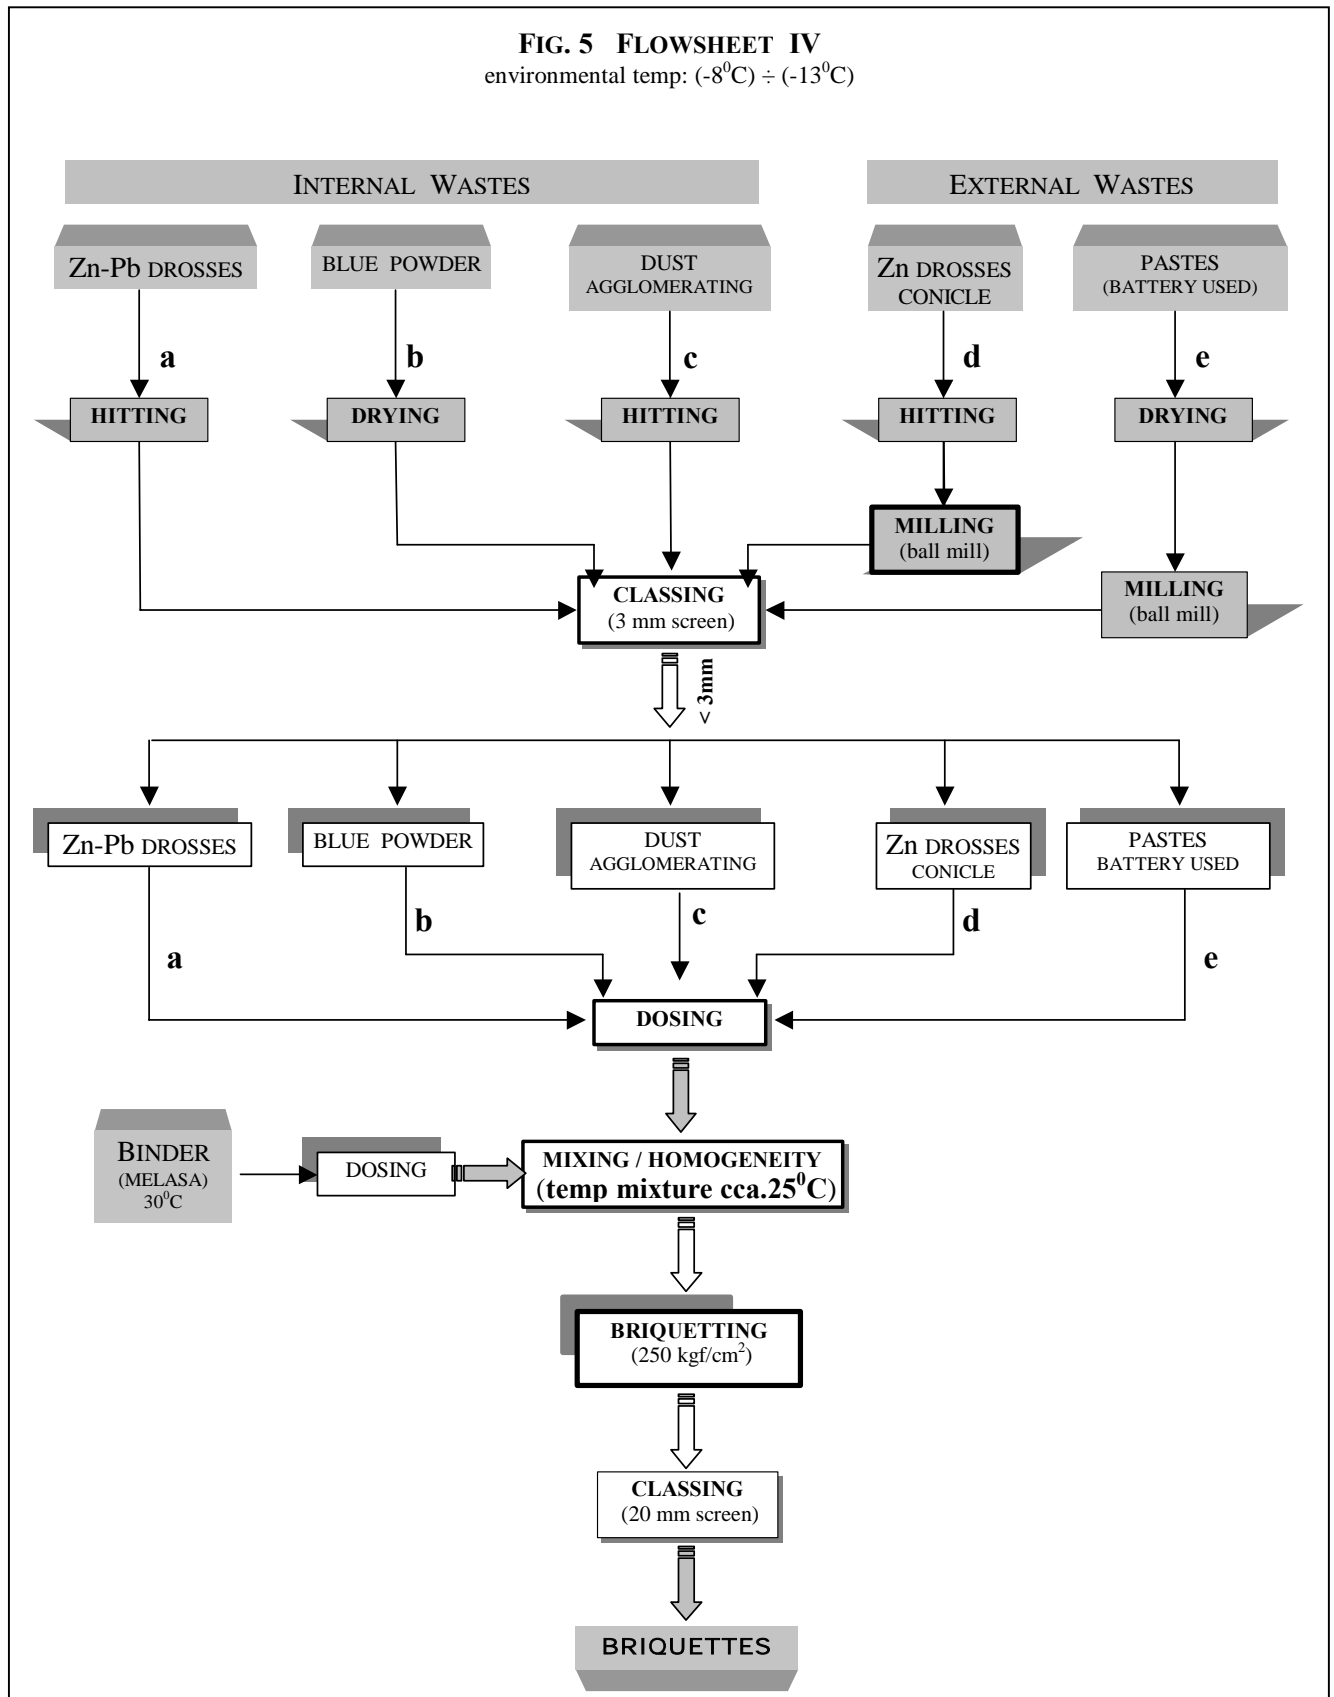 FIG. 5 FLOWSHEET IV
environmental temp: (-8⁰C) ÷ (-13⁰C)
INTERNAL WASTES
EXTERNAL WASTES
Zn-Pb DROSSES
BLUE POWDER
DUST
AGGLOMERATING
Zn DROSSES
CONICLE
PASTES
(BATTERY USED)
a
b
c
d
e
HITTING
DRYING
HITTING
HITTING
DRYING
MILLING
(ball mill)
MILLING
(ball mill)
CLASSING
(3 mm screen)
< 3mm
Zn-Pb DROSSES
BLUE POWDER
DUST
AGGLOMERATING
Zn DROSSES
CONICLE
PASTES
BATTERY USED
a
b
c
d
e
DOSING
BINDER
(MELASA)
30⁰C
DOSING
MIXING / HOMOGENEITY
(temp mixture cca.25⁰C)
BRIQUETTING
(250 kgf/cm²)
CLASSING
(20 mm screen)
BRIQUETTES